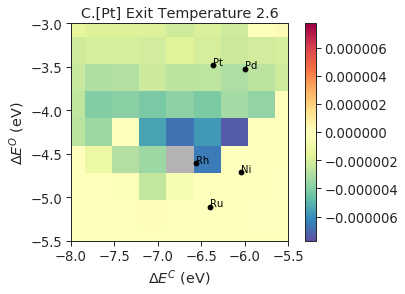 C.[Pt] Exit Temperature 2.6
−3.0
−3.5
−4.0
−4.5
−5.0
−5.5
ΔE^O (eV)
Pt
Pd
Rh
Ni
Ru
−8.0 −7.5 −7.0 −6.5 −6.0 −5.5
ΔE^C (eV)
0.000006
0.000004
0.000002
0.000000
−0.000002
−0.000004
−0.000006